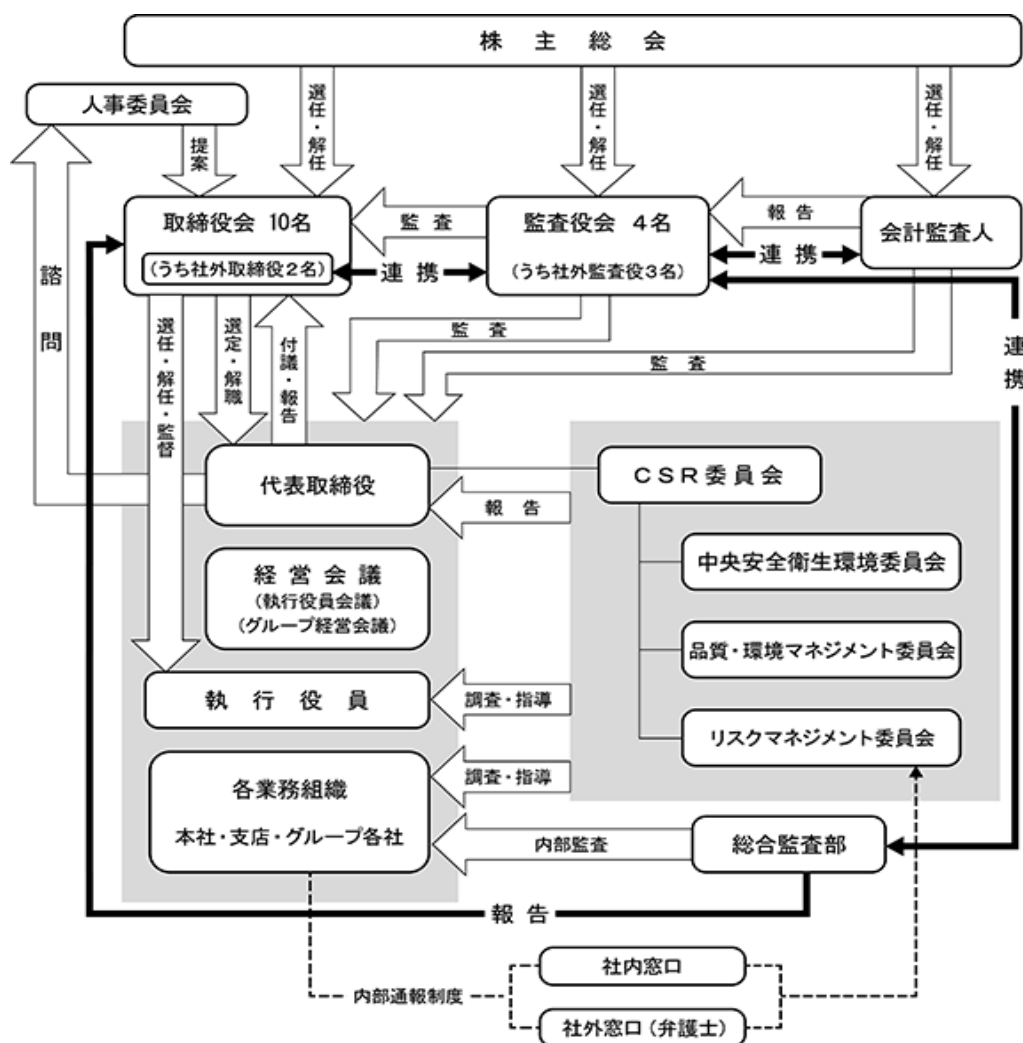 株主総会
人事委員会
選任・解任
選任・解任
選任・解任
提案
取締役会 10名
(うち社外取締役2名)
監査
監査役会 4名
(うち社外監査役3名)
報告
会計監査人
連携
連携
諮問
選任・解任・監督
選定・解職
付議・報告
監査
監査
連携
代表取締役
報告
CSR委員会
経営会議
(執行役員会議)
(グループ経営会議)
中央安全衛生環境委員会
品質・環境マネジメント委員会
執行役員
調査・指導
リスクマネジメント委員会
各業務組織
本社・支店・グループ各社
調査・指導
内部監査
総合監査部
報告
社内窓口
内部通報制度
社外窓口(弁護士)